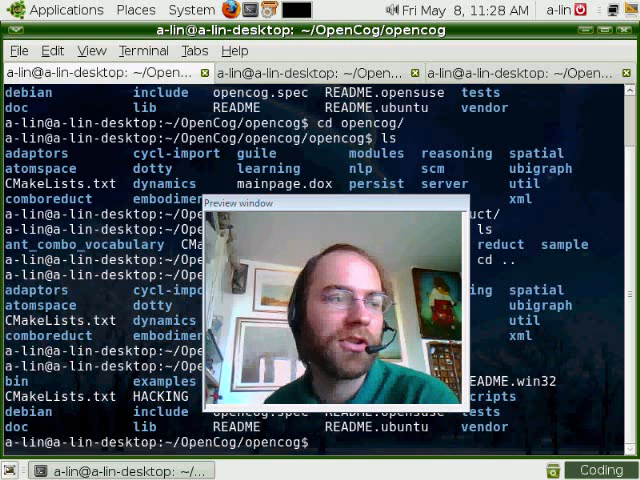 Applications Places System Fri May 8, 11:28 AM a-lin
a-lin@a-lin-desktop: ~/OpenCog/opencog
File Edit View Terminal Tabs Help
a-lin@a-lin-desktop: ~/Open... a-lin@a-lin-desktop: ~/Open... a-lin@a-lin-desktop: ~/Open...
debian include opencog.spec README.opensuse tests
doc lib README README.ubuntu vendor
a-lin@a-lin-desktop:~/OpenCog/opencog$ cd opencog/
a-lin@a-lin-desktop:~/OpenCog/opencog/opencog$ ls
adaptors cycl-import guile modules reasoning spatial
atomspace dotty learning nlp scm ubigraph
CMakeLists.txt dynamics mainpage.dox persist server util
comboreduct embodime xml
Preview window
a-lin@a-lin-desktop:~/Ope uct/
a-lin@a-lin-desktop:~/Ope ls
ant_combo_vocabulary CMa reduct sample
a-lin@a-lin-desktop:~/Ope cd ..
a-lin@a-lin-desktop:~/Ope
adaptors cycl-impo ing spatial
atomspace dotty ubigraph
CMakeLists.txt dynamics util
comboreduct embodime xml
a-lin@a-lin-desktop:~/Ope
bin examples README.win32
CMakeLists.txt HACKING scripts
debian include opencog.spec README.opensuse tests
doc lib README README.ubuntu vendor
a-lin@a-lin-desktop:~/OpenCog/opencog$
a-lin@a-lin-desktop: ~/... Coding